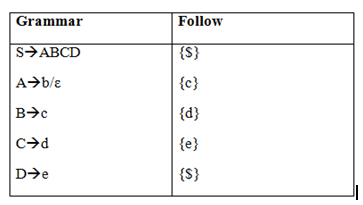 Grammar Follow
S→ABCD {$}
A→b/ε {c}
B→c {d}
C→d {e}
D→e {$}